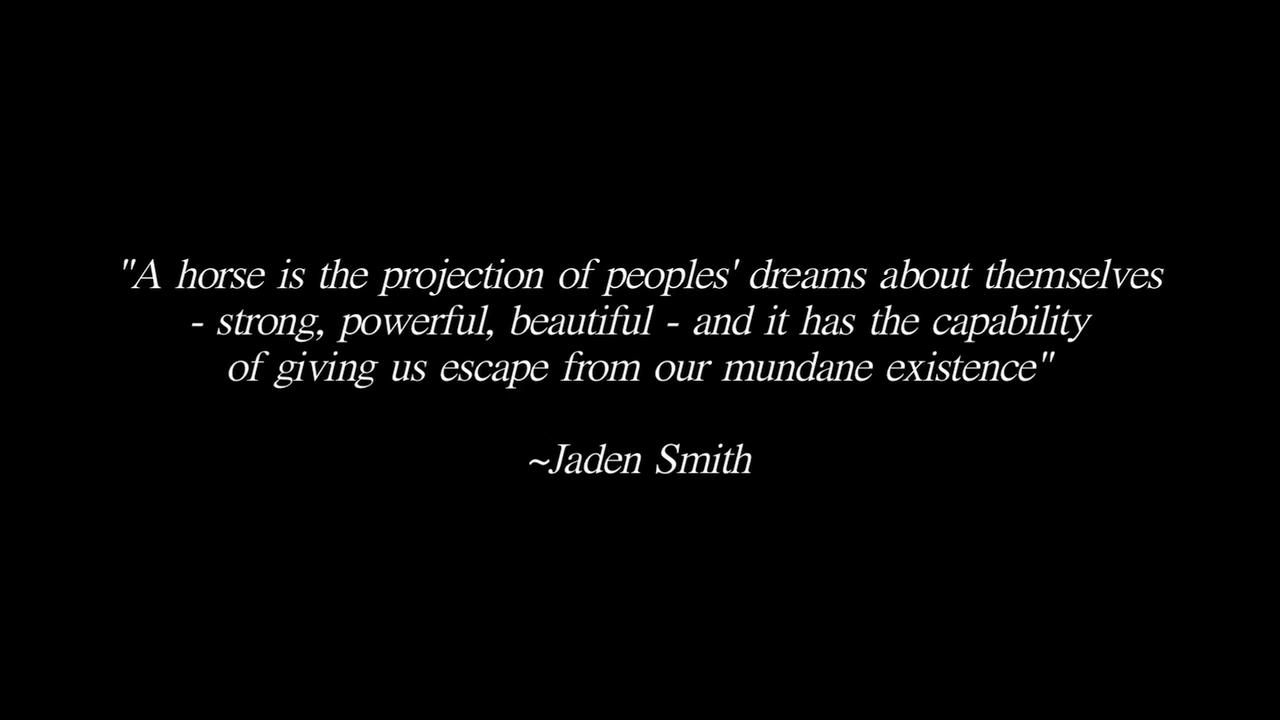 "A horse is the projection of peoples' dreams about themselves
- strong, powerful, beautiful - and it has the capability
of giving us escape from our mundane existence"
~Jaden Smith